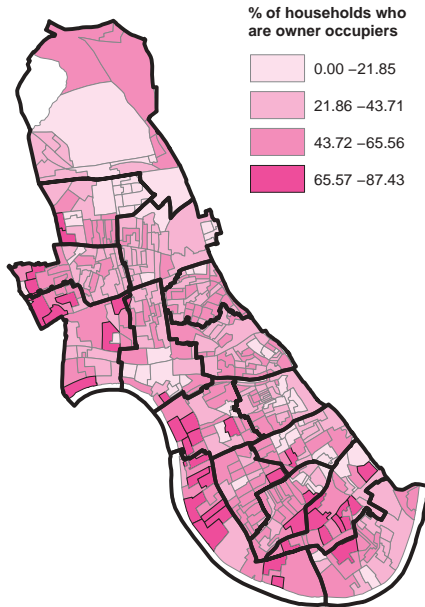 % of households who
are owner occupiers
0.00 –21.85
21.86 –43.71
43.72 –65.56
65.57 –87.43